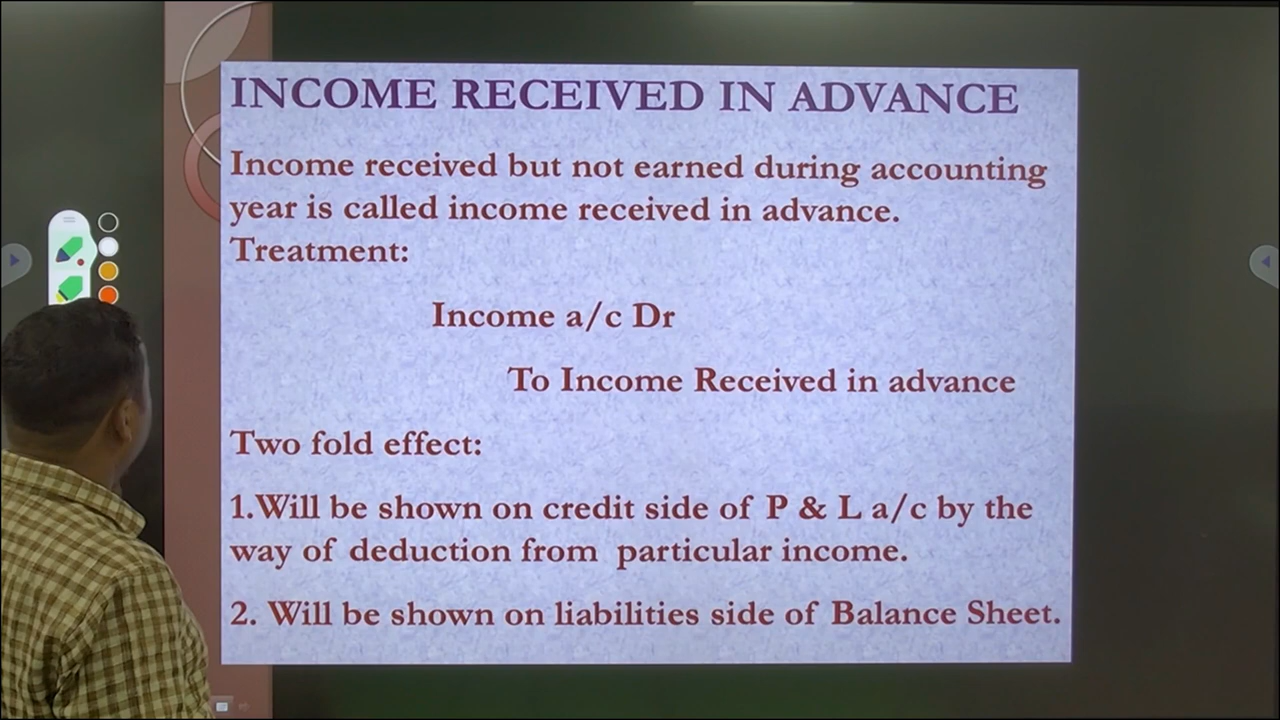 INCOME RECEIVED IN ADVANCE
Income received but not earned during accounting
year is called income received in advance.
Treatment:
Income a/c Dr
To Income Received in advance
Two fold effect:
1.Will be shown on credit side of P & L a/c by the
way of deduction from particular income.
2. Will be shown on liabilities side of Balance Sheet.